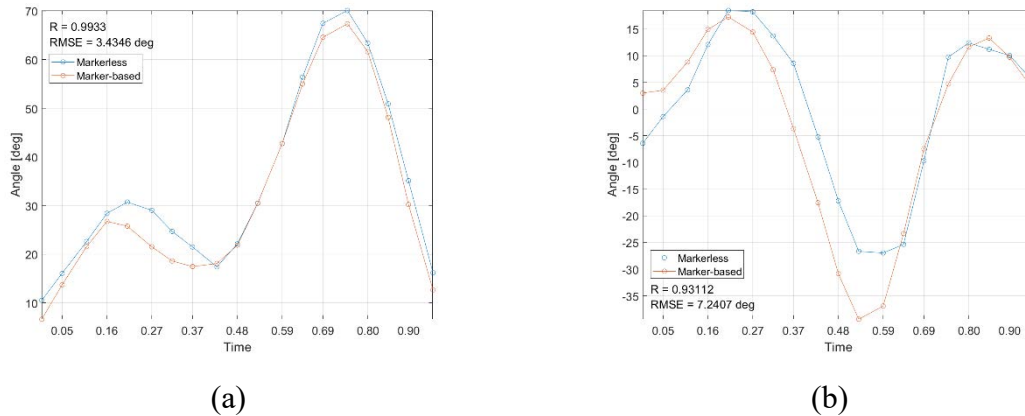 R = 0.9933
RMSE = 3.4346 deg
Markerless
Marker-based
70
60
50
40
30
20
10
Angle [deg]
0.05 0.16 0.27 0.37 0.48 0.59 0.69 0.80 0.90
Time
(a)
15
10
5
0
-5
-10
-15
-20
-25
-30
-35
Angle [deg]
Markerless
Marker-based
R = 0.93112
RMSE = 7.2407 deg
0.05 0.16 0.27 0.37 0.48 0.59 0.69 0.80 0.90
Time
(b)